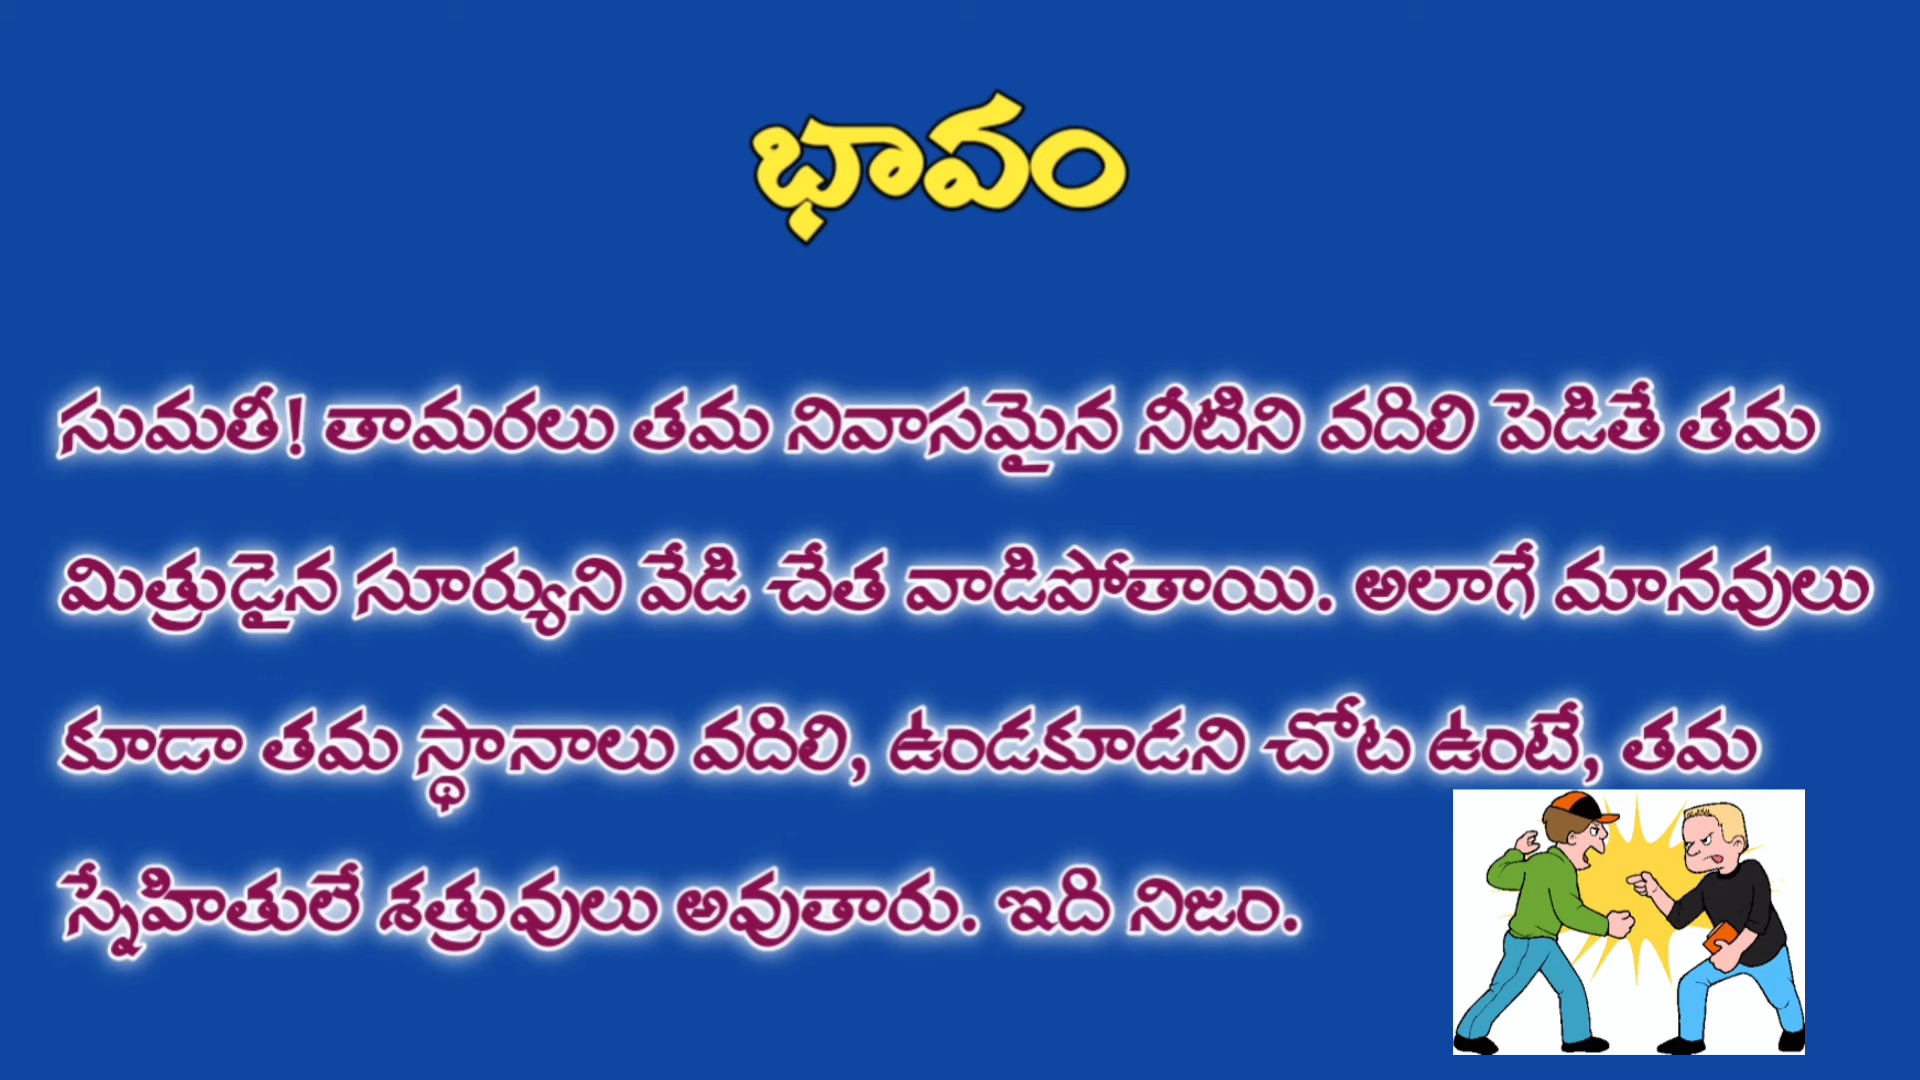 భావం
సుమతీ! తామరలు తమ నివాసమైన నీటిని వదిలి పెడితే తమ
మిత్రుడైన సూర్యుని వేడి చేత వాడిపోతాయి. అలాగే మానవులు
కూడా తమ స్థానాలు వదిలి, ఉండకూడని చోట ఉంటే, తమ
స్నేహితులే శత్రువులు అవుతారు. ఇది నిజం.